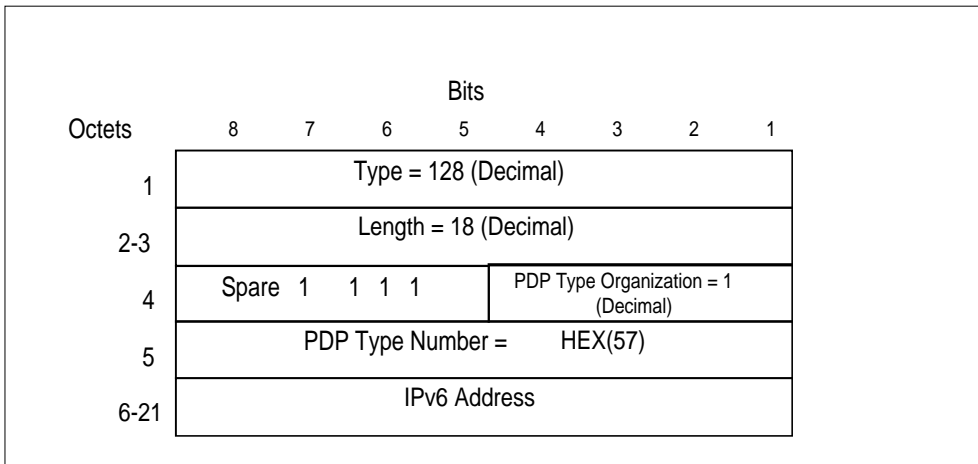 Bits
Octets 8 7 6 5 4 3 2 1
1 Type = 128 (Decimal)
2-3 Length = 18 (Decimal)
4 Spare 1 1 1 1 PDP Type Organization = 1
(Decimal)
5 PDP Type Number = HEX(57)
6-21 IPv6 Address